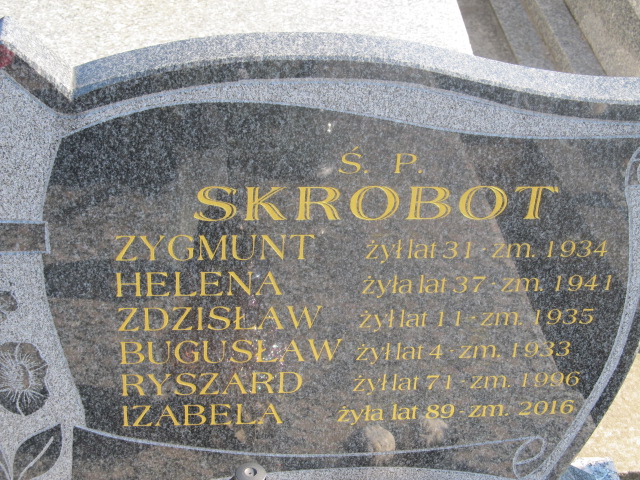 Ś. P.
SKROBOT
ZYGMUNT żył lat 31 · zm. 1934
HELENA żyła lat 37 · zm. 1941
ZDZISŁAW żył lat 11 · zm. 1935
BUGUSŁAW żył lat 4 · zm. 1933
RYSZARD żył lat 71 · zm. 1996
IZABELA żyła lat 89 · zm. 2016